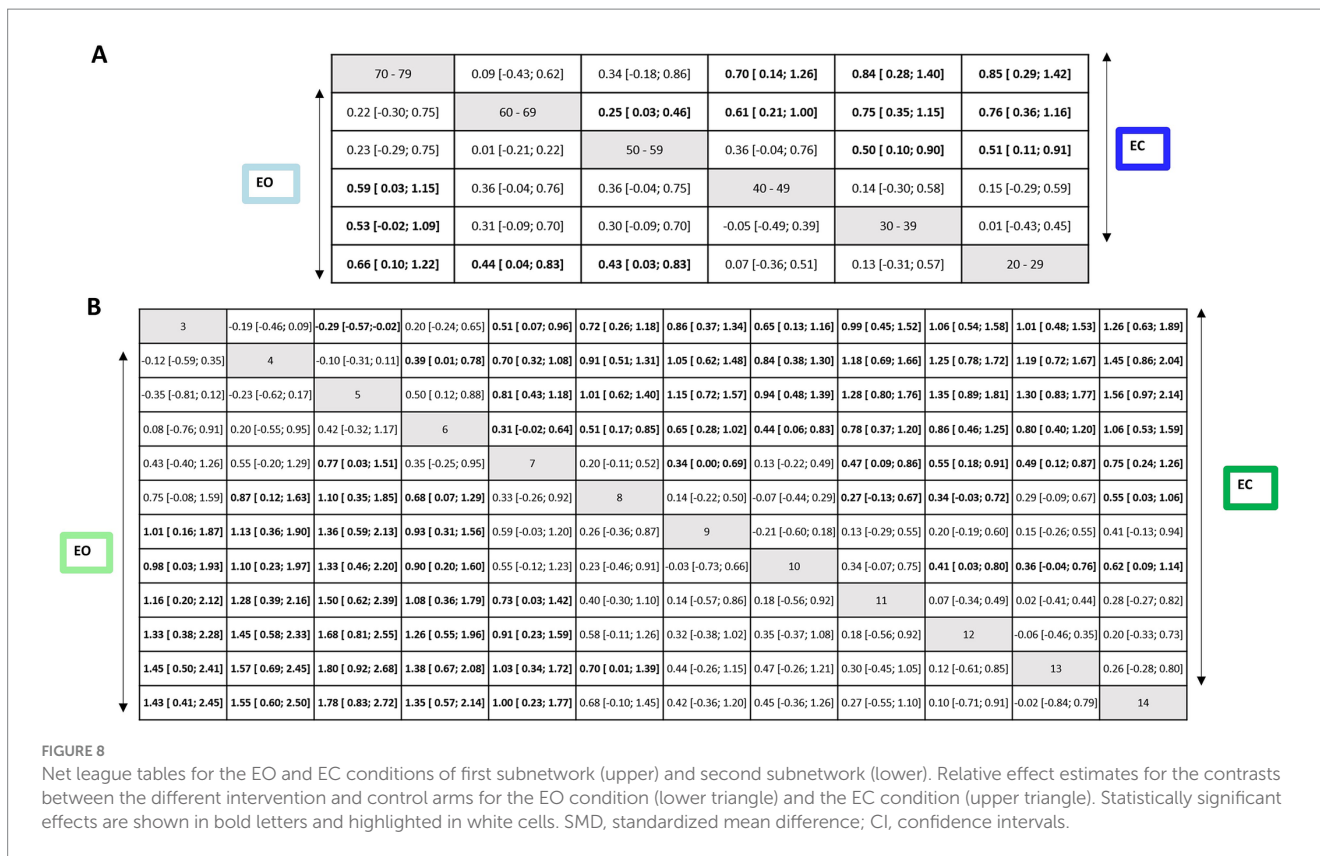 A
70 - 79 0.09 [-0.43; 0.62] 0.34 [-0.18; 0.86] 0.70 [ 0.14; 1.26] 0.84 [ 0.28; 1.40] 0.85 [ 0.29; 1.42]
0.22 [-0.30; 0.75] 60 - 69 0.25 [ 0.03; 0.46] 0.61 [ 0.21; 1.00] 0.75 [ 0.35; 1.15] 0.76 [ 0.36; 1.16]
0.23 [-0.29; 0.75] 0.01 [-0.21; 0.22] 50 - 59 0.36 [-0.04; 0.76] 0.50 [ 0.10; 0.90] 0.51 [ 0.11; 0.91]
EC
EO
0.59 [ 0.03; 1.15] 0.36 [-0.04; 0.76] 0.36 [-0.04; 0.75] 40 - 49 0.14 [-0.30; 0.58] 0.15 [-0.29; 0.59]
0.53 [-0.02; 1.09] 0.31 [-0.09; 0.70] 0.30 [-0.09; 0.70] -0.05 [-0.49; 0.39] 30 - 39 0.01 [-0.43; 0.45]
0.66 [ 0.10; 1.22] 0.44 [ 0.04; 0.83] 0.43 [ 0.03; 0.83] 0.07 [-0.36; 0.51] 0.13 [-0.31; 0.57] 20 - 29
B
3 -0.19 [-0.46; 0.09] -0.29 [-0.57;-0.02] 0.20 [-0.24; 0.65] 0.51 [ 0.07; 0.96] 0.72 [ 0.26; 1.18] 0.86 [ 0.37; 1.34] 0.65 [ 0.13; 1.16] 0.99 [ 0.45; 1.52] 1.06 [ 0.54; 1.58] 1.01 [ 0.48; 1.53] 1.26 [ 0.63; 1.89]
-0.12 [-0.59; 0.35] 4 -0.10 [-0.31; 0.11] 0.39 [ 0.01; 0.78] 0.70 [ 0.32; 1.08] 0.91 [ 0.51; 1.31] 1.05 [ 0.62; 1.48] 0.84 [ 0.38; 1.30] 1.18 [ 0.69; 1.66] 1.25 [ 0.78; 1.72] 1.19 [ 0.72; 1.67] 1.45 [ 0.86; 2.04]
-0.35 [-0.81; 0.12] -0.23 [-0.62; 0.17] 5 0.50 [ 0.12; 0.88] 0.81 [ 0.43; 1.18] 1.01 [ 0.62; 1.40] 1.15 [ 0.72; 1.57] 0.94 [ 0.48; 1.39] 1.28 [ 0.80; 1.76] 1.35 [ 0.89; 1.81] 1.30 [ 0.83; 1.77] 1.56 [ 0.97; 2.14]
0.08 [-0.76; 0.91] 0.20 [-0.55; 0.95] 0.42 [-0.32; 1.17] 6 0.31 [-0.02; 0.64] 0.51 [ 0.17; 0.85] 0.65 [ 0.28; 1.02] 0.44 [ 0.06; 0.83] 0.78 [ 0.37; 1.20] 0.86 [ 0.46; 1.25] 0.80 [ 0.40; 1.20] 1.06 [ 0.53; 1.59]
0.43 [-0.40; 1.26] 0.55 [-0.20; 1.29] 0.77 [ 0.03; 1.51] 0.35 [-0.25; 0.95] 7 0.20 [-0.11; 0.52] 0.34 [ 0.00; 0.69] 0.13 [-0.22; 0.49] 0.47 [ 0.09; 0.86] 0.55 [ 0.18; 0.91] 0.49 [ 0.12; 0.87] 0.75 [ 0.24; 1.26]
0.75 [-0.08; 1.59] 0.87 [ 0.12; 1.63] 1.10 [ 0.35; 1.85] 0.68 [ 0.07; 1.29] 0.33 [-0.26; 0.92] 8 0.14 [-0.22; 0.50] -0.07 [-0.44; 0.29] 0.27 [-0.13; 0.67] 0.34 [-0.03; 0.72] 0.29 [-0.09; 0.67] 0.55 [ 0.03; 1.06]
EC
1.01 [ 0.16; 1.87] 1.13 [ 0.36; 1.90] 1.36 [ 0.59; 2.13] 0.93 [ 0.31; 1.56] 0.59 [-0.03; 1.20] 0.26 [-0.36; 0.87] 9 -0.21 [-0.60; 0.18] 0.13 [-0.29; 0.55] 0.20 [-0.19; 0.60] 0.15 [-0.26; 0.55] 0.41 [-0.13; 0.94]
EO
0.98 [ 0.03; 1.93] 1.10 [ 0.23; 1.97] 1.33 [ 0.46; 2.20] 0.90 [ 0.20; 1.60] 0.55 [-0.12; 1.23] 0.23 [-0.46; 0.91] -0.03 [-0.73; 0.66] 10 0.34 [-0.07; 0.75] 0.41 [ 0.03; 0.80] 0.36 [-0.04; 0.76] 0.62 [ 0.09; 1.14]
1.16 [ 0.20; 2.12] 1.28 [ 0.39; 2.16] 1.50 [ 0.62; 2.39] 1.08 [ 0.36; 1.79] 0.73 [ 0.03; 1.42] 0.40 [-0.30; 1.10] 0.14 [-0.57; 0.86] 0.18 [-0.56; 0.92] 11 0.07 [-0.34; 0.49] 0.02 [-0.41; 0.44] 0.28 [-0.27; 0.82]
1.33 [ 0.38; 2.28] 1.45 [ 0.58; 2.33] 1.68 [ 0.81; 2.55] 1.26 [ 0.55; 1.96] 0.91 [ 0.23; 1.59] 0.58 [-0.11; 1.26] 0.32 [-0.38; 1.02] 0.35 [-0.37; 1.08] 0.18 [-0.56; 0.92] 12 -0.06 [-0.46; 0.35] 0.20 [-0.33; 0.73]
1.45 [ 0.50; 2.41] 1.57 [ 0.69; 2.45] 1.80 [ 0.92; 2.68] 1.38 [ 0.67; 2.08] 1.03 [ 0.34; 1.72] 0.70 [ 0.01; 1.39] 0.44 [-0.26; 1.15] 0.47 [-0.26; 1.21] 0.30 [-0.45; 1.05] 0.12 [-0.61; 0.85] 13 0.26 [-0.28; 0.80]
1.43 [ 0.41; 2.45] 1.55 [ 0.60; 2.50] 1.78 [ 0.83; 2.72] 1.35 [ 0.57; 2.14] 1.00 [ 0.23; 1.77] 0.68 [-0.10; 1.45] 0.42 [-0.36; 1.20] 0.45 [-0.36; 1.26] 0.27 [-0.55; 1.10] 0.10 [-0.71; 0.91] -0.02 [-0.84; 0.79] 14
FIGURE 8
Net league tables for the EO and EC conditions of first subnetwork (upper) and second subnetwork (lower). Relative effect estimates for the contrasts
between the different intervention and control arms for the EO condition (lower triangle) and the EC condition (upper triangle). Statistically significant
effects are shown in bold letters and highlighted in white cells. SMD, standardized mean difference; CI, confidence intervals.